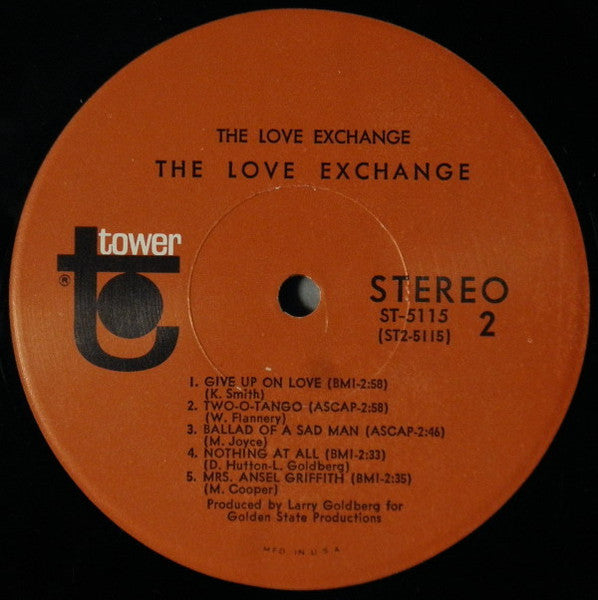 THE LOVE EXCHANGE
THE LOVE EXCHANGE
tower
®
STEREO
ST-5115
(ST2-5115)
2
1. GIVE UP ON LOVE (BMI-2:58)
(K. Smith)
2. TWO-O-TANGO (ASCAP-2:58)
(W. Flannery)
3. BALLAD OF A SAD MAN (ASCAP-2:46)
(M. Joyce)
4. NOTHING AT ALL (BMI-2:33)
(D. Hutton-L. Goldberg)
5. MRS. ANSEL GRIFFITH (BMI-2:35)
(M. Cooper)
Produced by Larry Goldberg for
Golden State Productions
MFD. IN U.S.A.